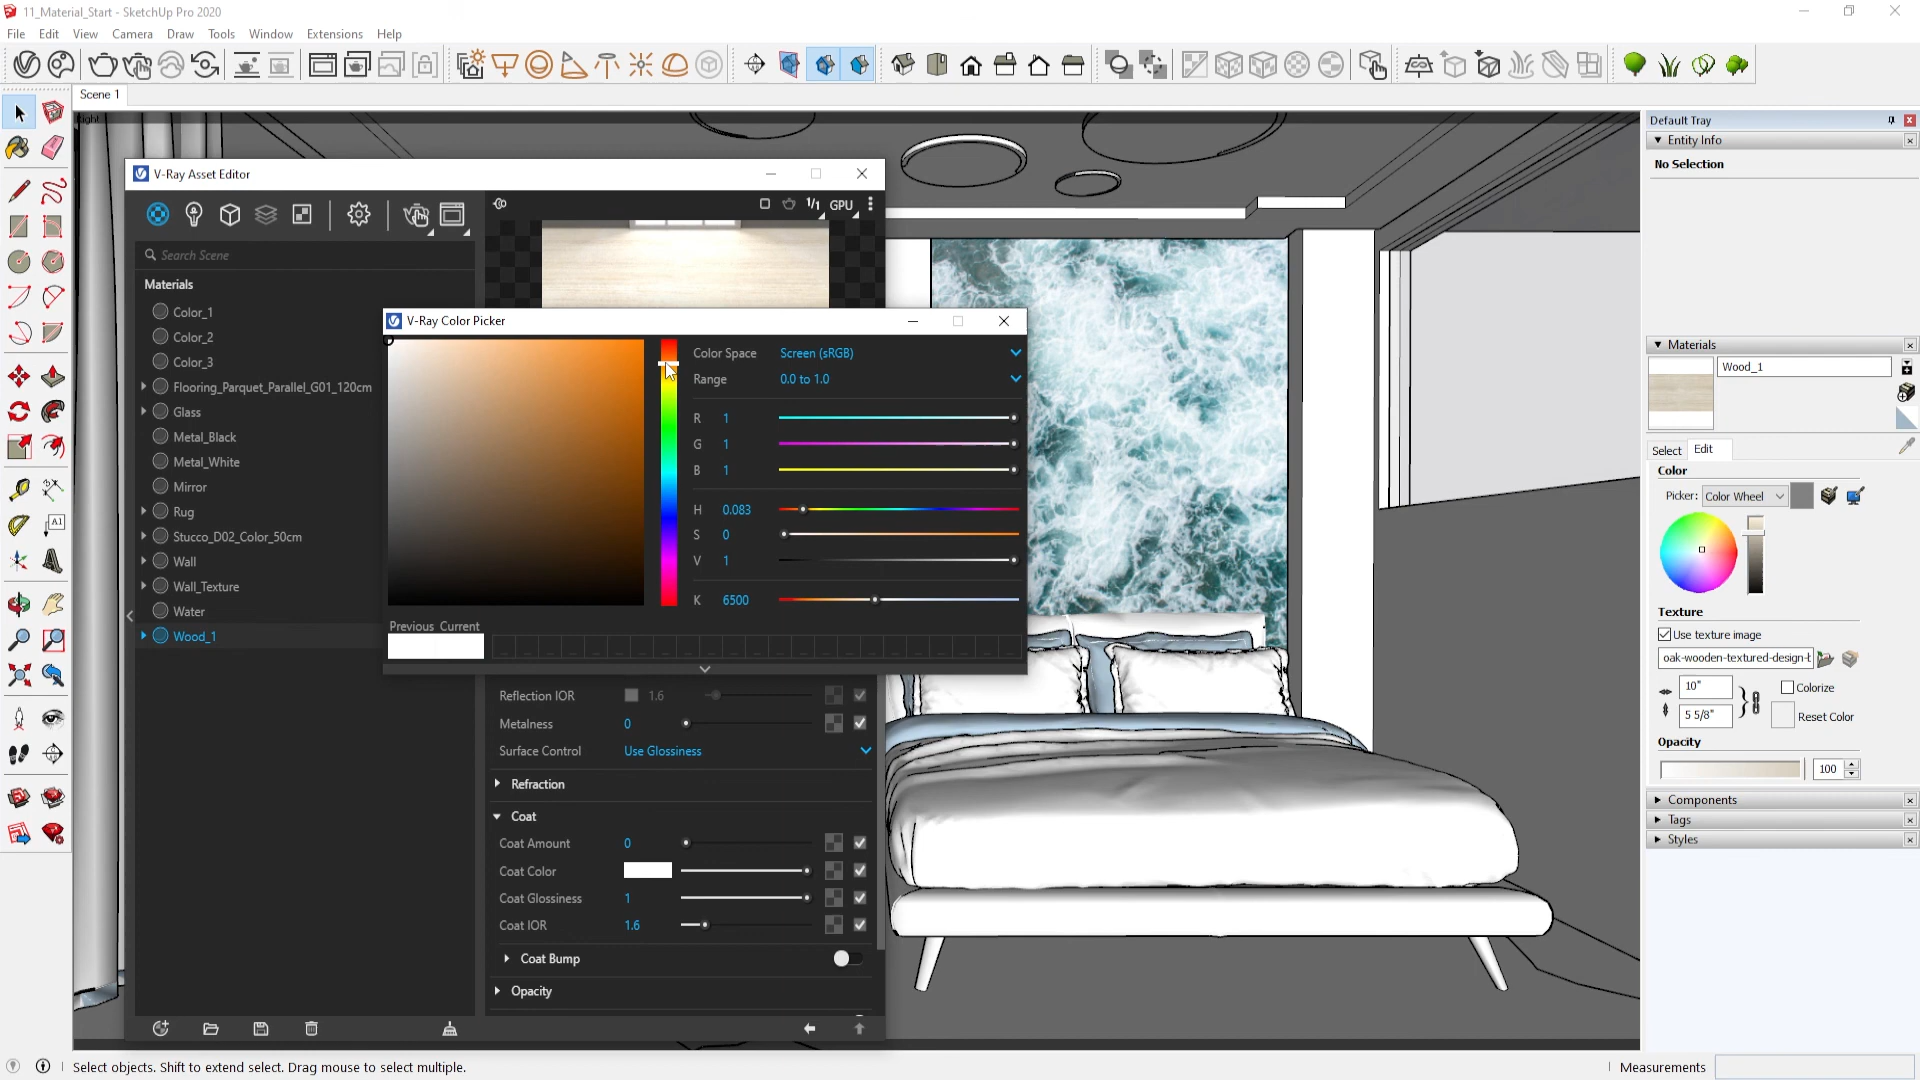 11_Material_Start - SketchUp Pro 2020
File Edit View Camera Draw Tools Window Extensions Help
Scene 1
Right
Default Tray
Entity Info
No Selection
V-Ray Asset Editor
1/1 GPU
Search Scene
Materials
Color_1
Color_2
Color_3
Flooring_Parquet_Parallel_G01_120cm
Glass
Metal_Black
Metal_White
Mirror
Rug
Stucco_D02_Color_50cm
Wall
Wall_Texture
Water
Wood_1
V-Ray Color Picker
Color Space Screen (sRGB)
Range 0.0 to 1.0
R 1
G 1
B 1
H 0.083
S 0
V 1
K 6500
Previous Current
Reflection IOR 1.6
Metalness 0
Surface Control Use Glossiness
Refraction
Coat
Coat Amount 0
Coat Color
Coat Glossiness 1
Coat IOR 1.6
Coat Bump
Opacity
Materials
Wood_1
Select Edit
Color
Picker: Color Wheel
Texture
Use texture image
oak-wooden-textured-design-b
10" Colorize
5 5/8" Reset Color
Opacity
100
Components
Tags
Styles
Select objects. Shift to extend select. Drag mouse to select multiple.
Measurements